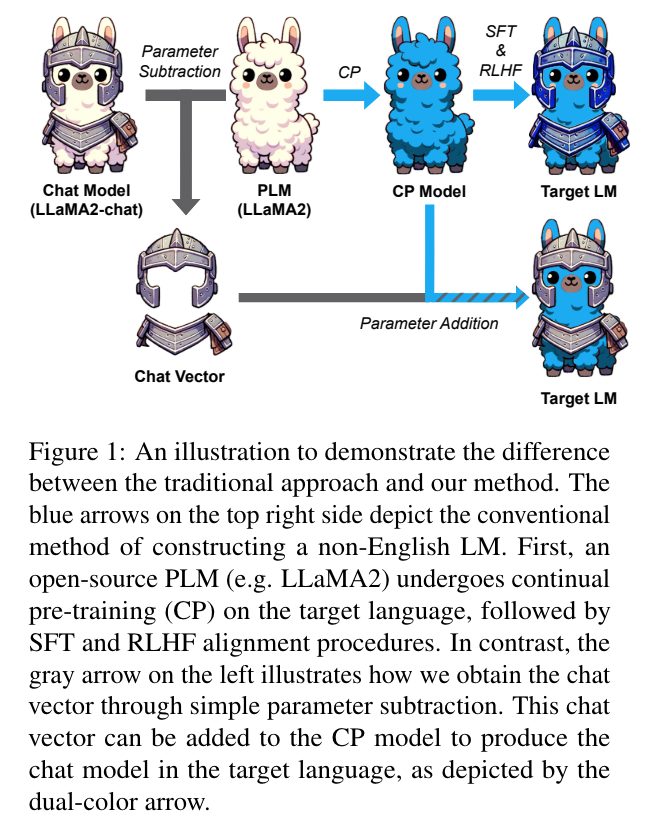 Parameter
Subtraction
CP
SFT
&
RLHF
Chat Model
(LLaMA2-chat)
PLM
(LLaMA2)
CP Model
Target LM
Chat Vector
Parameter Addition
Target LM
Figure 1: An illustration to demonstrate the difference
between the traditional approach and our method. The
blue arrows on the top right side depict the conventional
method of constructing a non-English LM. First, an
open-source PLM (e.g. LLaMA2) undergoes continual
pre-training (CP) on the target language, followed by
SFT and RLHF alignment procedures. In contrast, the
gray arrow on the left illustrates how we obtain the chat
vector through simple parameter subtraction. This chat
vector can be added to the CP model to produce the
chat model in the target language, as depicted by the
dual-color arrow.